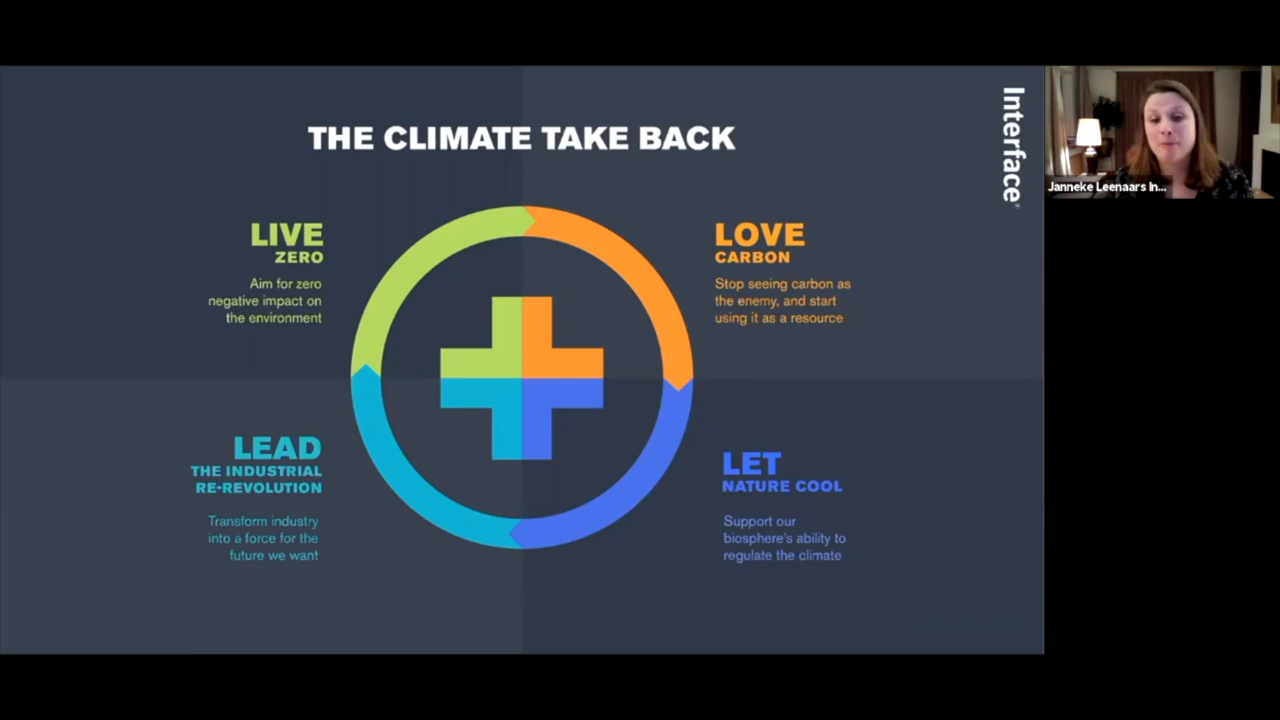 THE CLIMATE TAKE BACK
Interface®
LIVE
ZERO
Aim for zero
negative impact on
the environment
LOVE
CARBON
Stop seeing carbon as
the enemy, and start
using it as a resource
LEAD
THE INDUSTRIAL
RE-REVOLUTION
Transform industry
into a force for the
future we want
LET
NATURE COOL
Support our
biosphere's ability to
regulate the climate
Janneke Leenaars In...